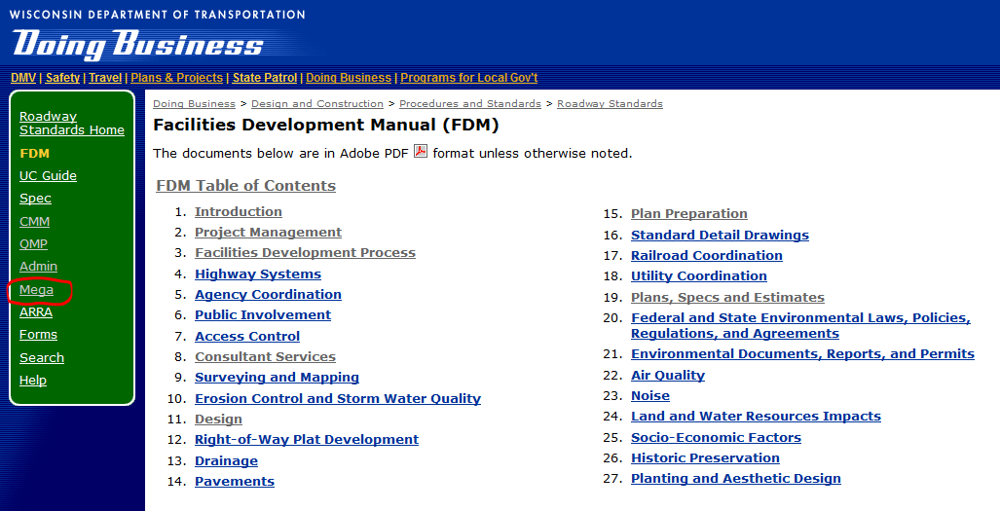 WISCONSIN DEPARTMENT OF TRANSPORTATION
Doing Business
DMV | Safety | Travel | Plans & Projects | State Patrol | Doing Business | Programs for Local Gov't
Roadway
Standards Home
FDM
UC Guide
Spec
CMM
QMP
Admin
Mega
ARRA
Forms
Search
Help
Doing Business > Design and Construction > Procedures and Standards > Roadway Standards
Facilities Development Manual (FDM)
The documents below are in Adobe PDF format unless otherwise noted.
FDM Table of Contents
1. Introduction
2. Project Management
3. Facilities Development Process
4. Highway Systems
5. Agency Coordination
6. Public Involvement
7. Access Control
8. Consultant Services
9. Surveying and Mapping
10. Erosion Control and Storm Water Quality
11. Design
12. Right-of-Way Plat Development
13. Drainage
14. Pavements
15. Plan Preparation
16. Standard Detail Drawings
17. Railroad Coordination
18. Utility Coordination
19. Plans, Specs and Estimates
20. Federal and State Environmental Laws, Policies,
Regulations, and Agreements
21. Environmental Documents, Reports, and Permits
22. Air Quality
23. Noise
24. Land and Water Resources Impacts
25. Socio-Economic Factors
26. Historic Preservation
27. Planting and Aesthetic Design